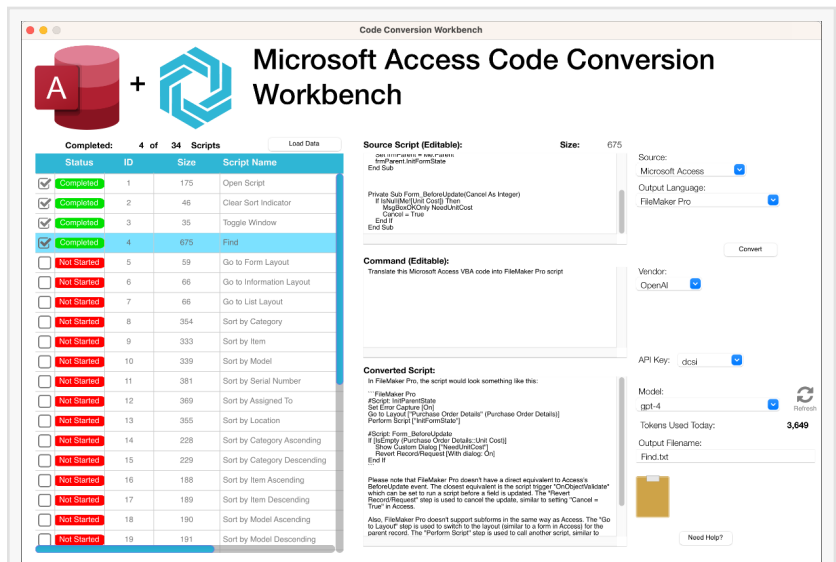 Code Conversion Workbench
A
+
Microsoft Access Code Conversion
Workbench
Completed: 4 of 34 Scripts
Load Data
Status ID Size Script Name
Completed 1 175 Open Script
Completed 2 46 Clear Sort Indicator
Completed 3 35 Toggle Window
Completed 4 675 Find
Not Started 5 59 Go to Form Layout
Not Started 6 66 Go to Information Layout
Not Started 7 66 Go to List Layout
Not Started 8 354 Sort by Category
Not Started 9 333 Sort by Item
Not Started 10 339 Sort by Model
Not Started 11 381 Sort by Serial Number
Not Started 12 369 Sort by Assigned To
Not Started 13 355 Sort by Location
Not Started 14 228 Sort by Category Ascending
Not Started 15 229 Sort by Category Descending
Not Started 16 188 Sort by Item Ascending
Not Started 17 189 Sort by Item Descending
Not Started 18 190 Sort by Model Ascending
Not Started 19 191 Sort by Model Descending
Source Script (Editable): Size: 675
Set frmParent = Me.Parent
frmParent.InitFormState
End Sub
Private Sub Form_BeforeUpdate(Cancel As Integer)
If IsNull(Me![Unit Cost]) Then
MsgBoxOKOnly NeedUnitCost
Cancel = True
End If
End Sub
Command (Editable):
Translate this Microsoft Access VBA code into FileMaker Pro script
Converted Script:
In FileMaker Pro, the script would look something like this:
```FileMaker Pro
#Script: InitParentState
Set Error Capture [On]
Go to Layout ["Purchase Order Details" (Purchase Order Details)]
Perform Script ["InitFormState"]
#Script: Form_BeforeUpdate
If [IsEmpty (Purchase Order Details::Unit Cost)]
Show Custom Dialog ["NeedUnitCost"]
Revert Record/Request [With dialog: On]
End If
```
Please note that FileMaker Pro doesn't have a direct equivalent to Access's
BeforeUpdate event. The closest equivalent is the script trigger "OnObjectValidate"
which can be set to run a script before a field is updated. The "Revert
Record/Request" step is used to cancel the update, similar to setting "Cancel =
True" in Access.
Also, FileMaker Pro doesn't support subforms in the same way as Access. The "Go
to Layout" step is used to switch to the layout (similar to a form in Access) for the
parent record. The "Perform Script" step is used to call another script, similar to
Source:
Microsoft Access
Output Language:
FileMaker Pro
Convert
Vendor:
OpenAI
API Key: dcsi
Model:
gpt-4
Refresh
Tokens Used Today: 3,649
Output Filename:
Find.txt
Need Help?